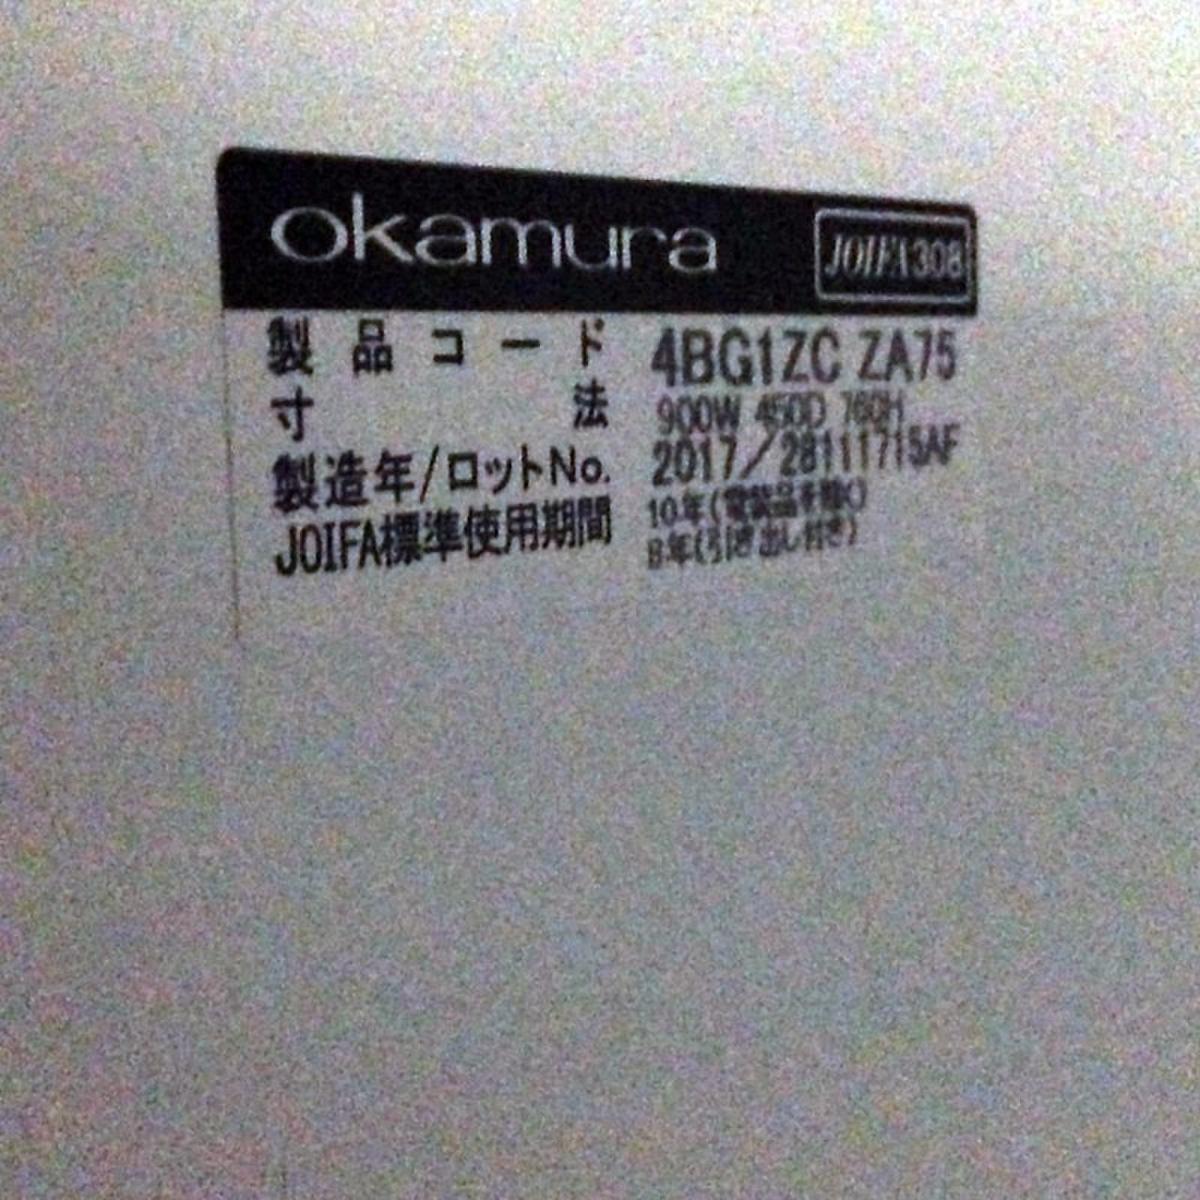 okamura JOIFA308
製品コード 4BG1ZC ZA75
寸法 900W 450D 760H
製造年/ロットNo. 2017/28111715AF
JOIFA標準使用期間 10年(電装品を除く)
8年(引き出し付き)